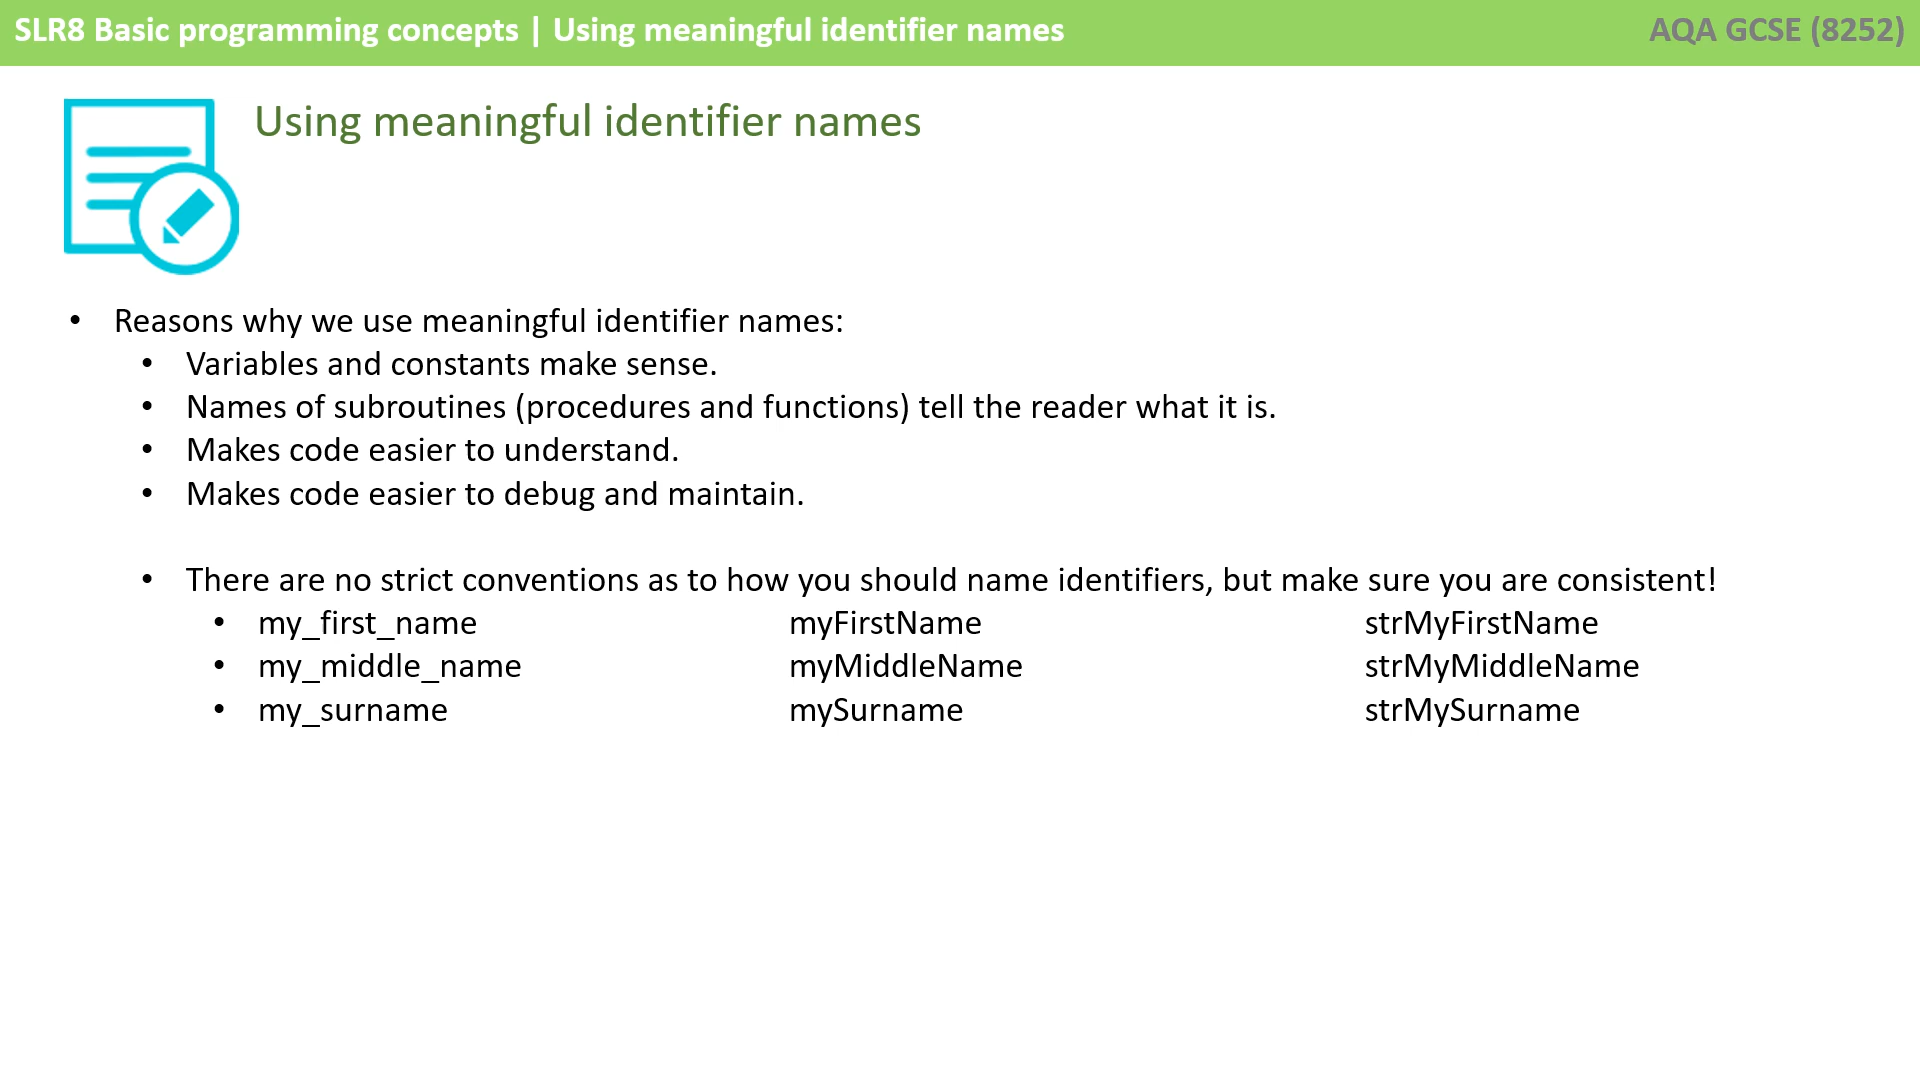 SLR8 Basic programming concepts | Using meaningful identifier names
AQA GCSE (8252)
Using meaningful identifier names
• Reasons why we use meaningful identifier names:
• Variables and constants make sense.
• Names of subroutines (procedures and functions) tell the reader what it is.
• Makes code easier to understand.
• Makes code easier to debug and maintain.
• There are no strict conventions as to how you should name identifiers, but make sure you are consistent!
• my_first_name myFirstName strMyFirstName
• my_middle_name myMiddleName strMyMiddleName
• my_surname mySurname strMySurname